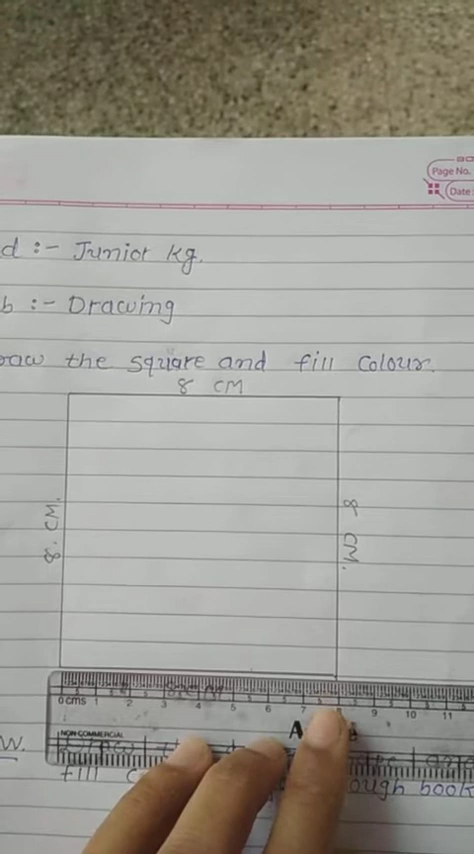 Page No.
Date
d :- Junior kg.
b :- Drawing
raw the square and fill colour.
8 CM
8. CM.
8 CM.
0 cms 1 2 3 4 5 6 7 8 9 10 11
NON-COMMERCIAL
A
W.
fill
ough book